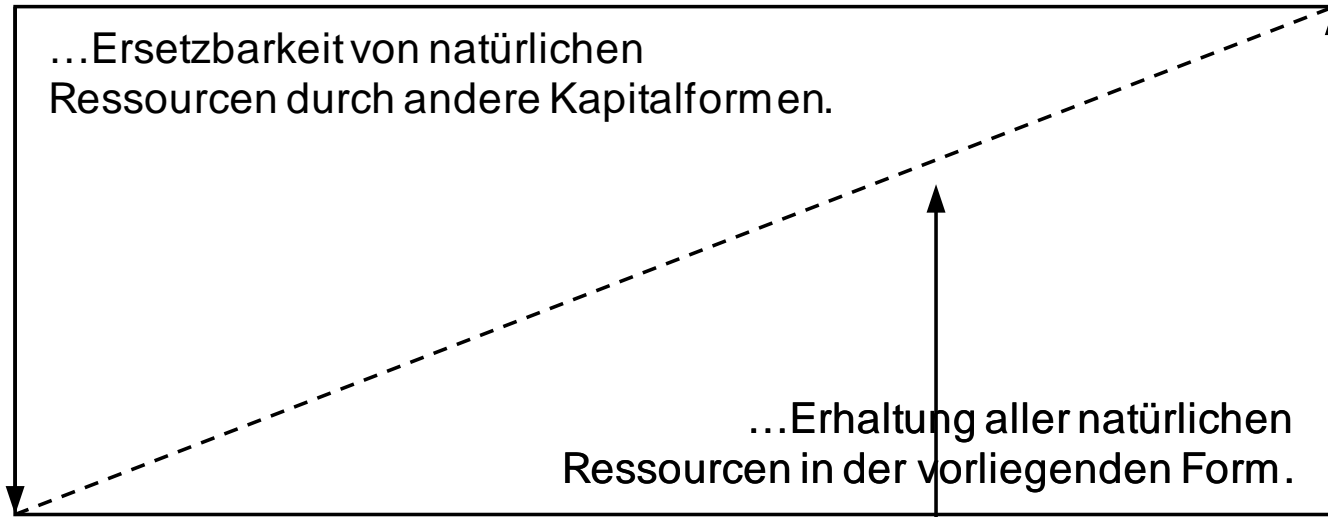 …Ersetzbarkeit von natürlichen
Ressourcen durch andere Kapitalformen.
…Erhaltung aller natürlichen
Ressourcen in der vorliegenden Form.